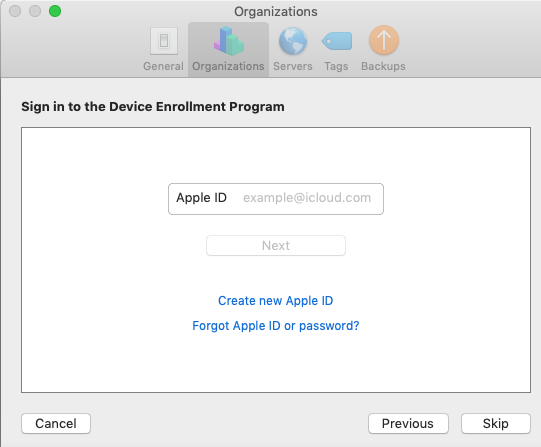 Organizations
General Organizations Servers Tags Backups
Sign in to the Device Enrollment Program
Apple ID example@icloud.com
Next
Create new Apple ID
Forgot Apple ID or password?
Cancel Previous Skip